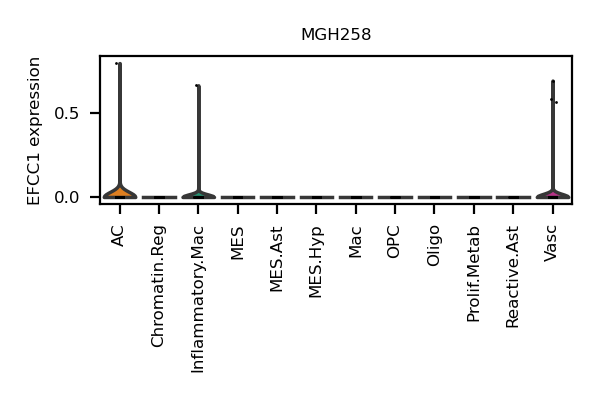 MGH258
EFCC1 expression
0.5
0.0
AC
Chromatin.Reg
Inflammatory.Mac
MES
MES.Ast
MES.Hyp
Mac
OPC
Oligo
Prolif.Metab
Reactive.Ast
Vasc